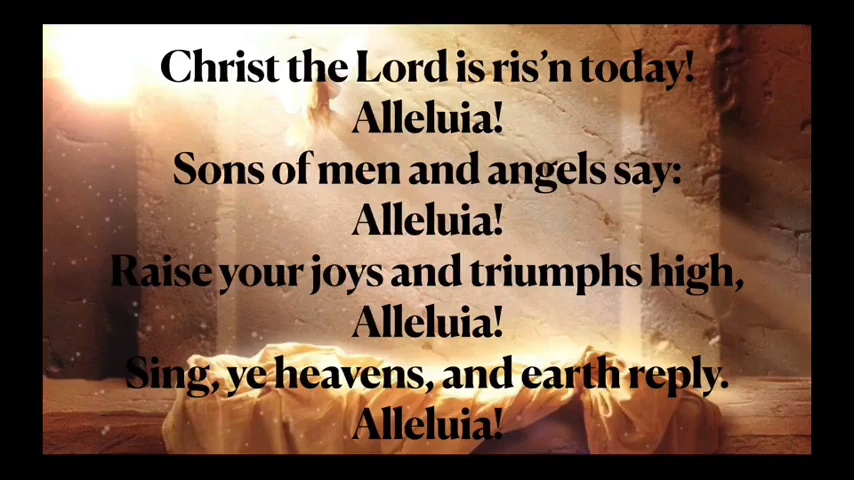 Christ the Lord is ris’n today!
Alleluia!
Sons of men and angels say:
Alleluia!
Raise your joys and triumphs high,
Alleluia!
Sing, ye heavens, and earth reply.
Alleluia!